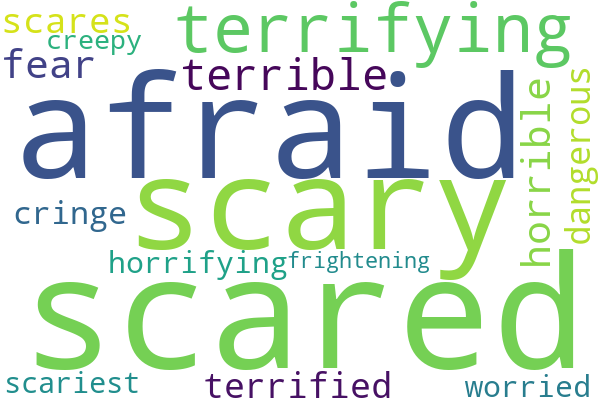 scares
terrifying
creepy
fear
terrible
afraid
horrible
dangerous
scary
cringe
horrifying
frightening
scared
scariest
terrified
worried